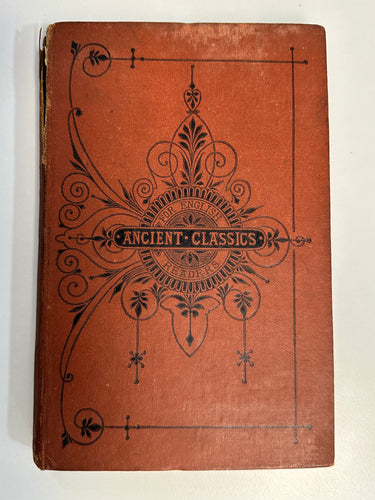 FOR ENGLISH
ANCIENT · CLASSICS ·
READERS